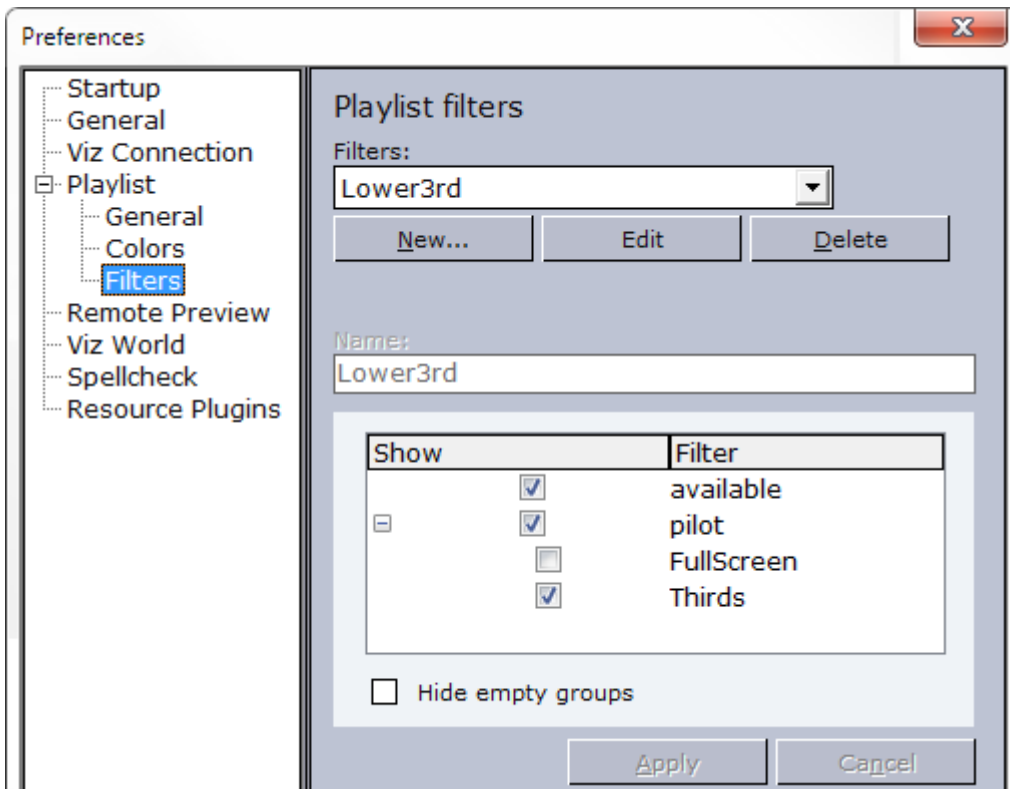 Preferences
Startup
General
Viz Connection
Playlist
General
Colors
Filters
Remote Preview
Viz World
Spellcheck
Resource Plugins
Playlist filters
Filters:
Lower3rd
New... Edit Delete
Name:
Lower3rd
Show Filter
available
pilot
FullScreen
Thirds
Hide empty groups
Apply Cancel